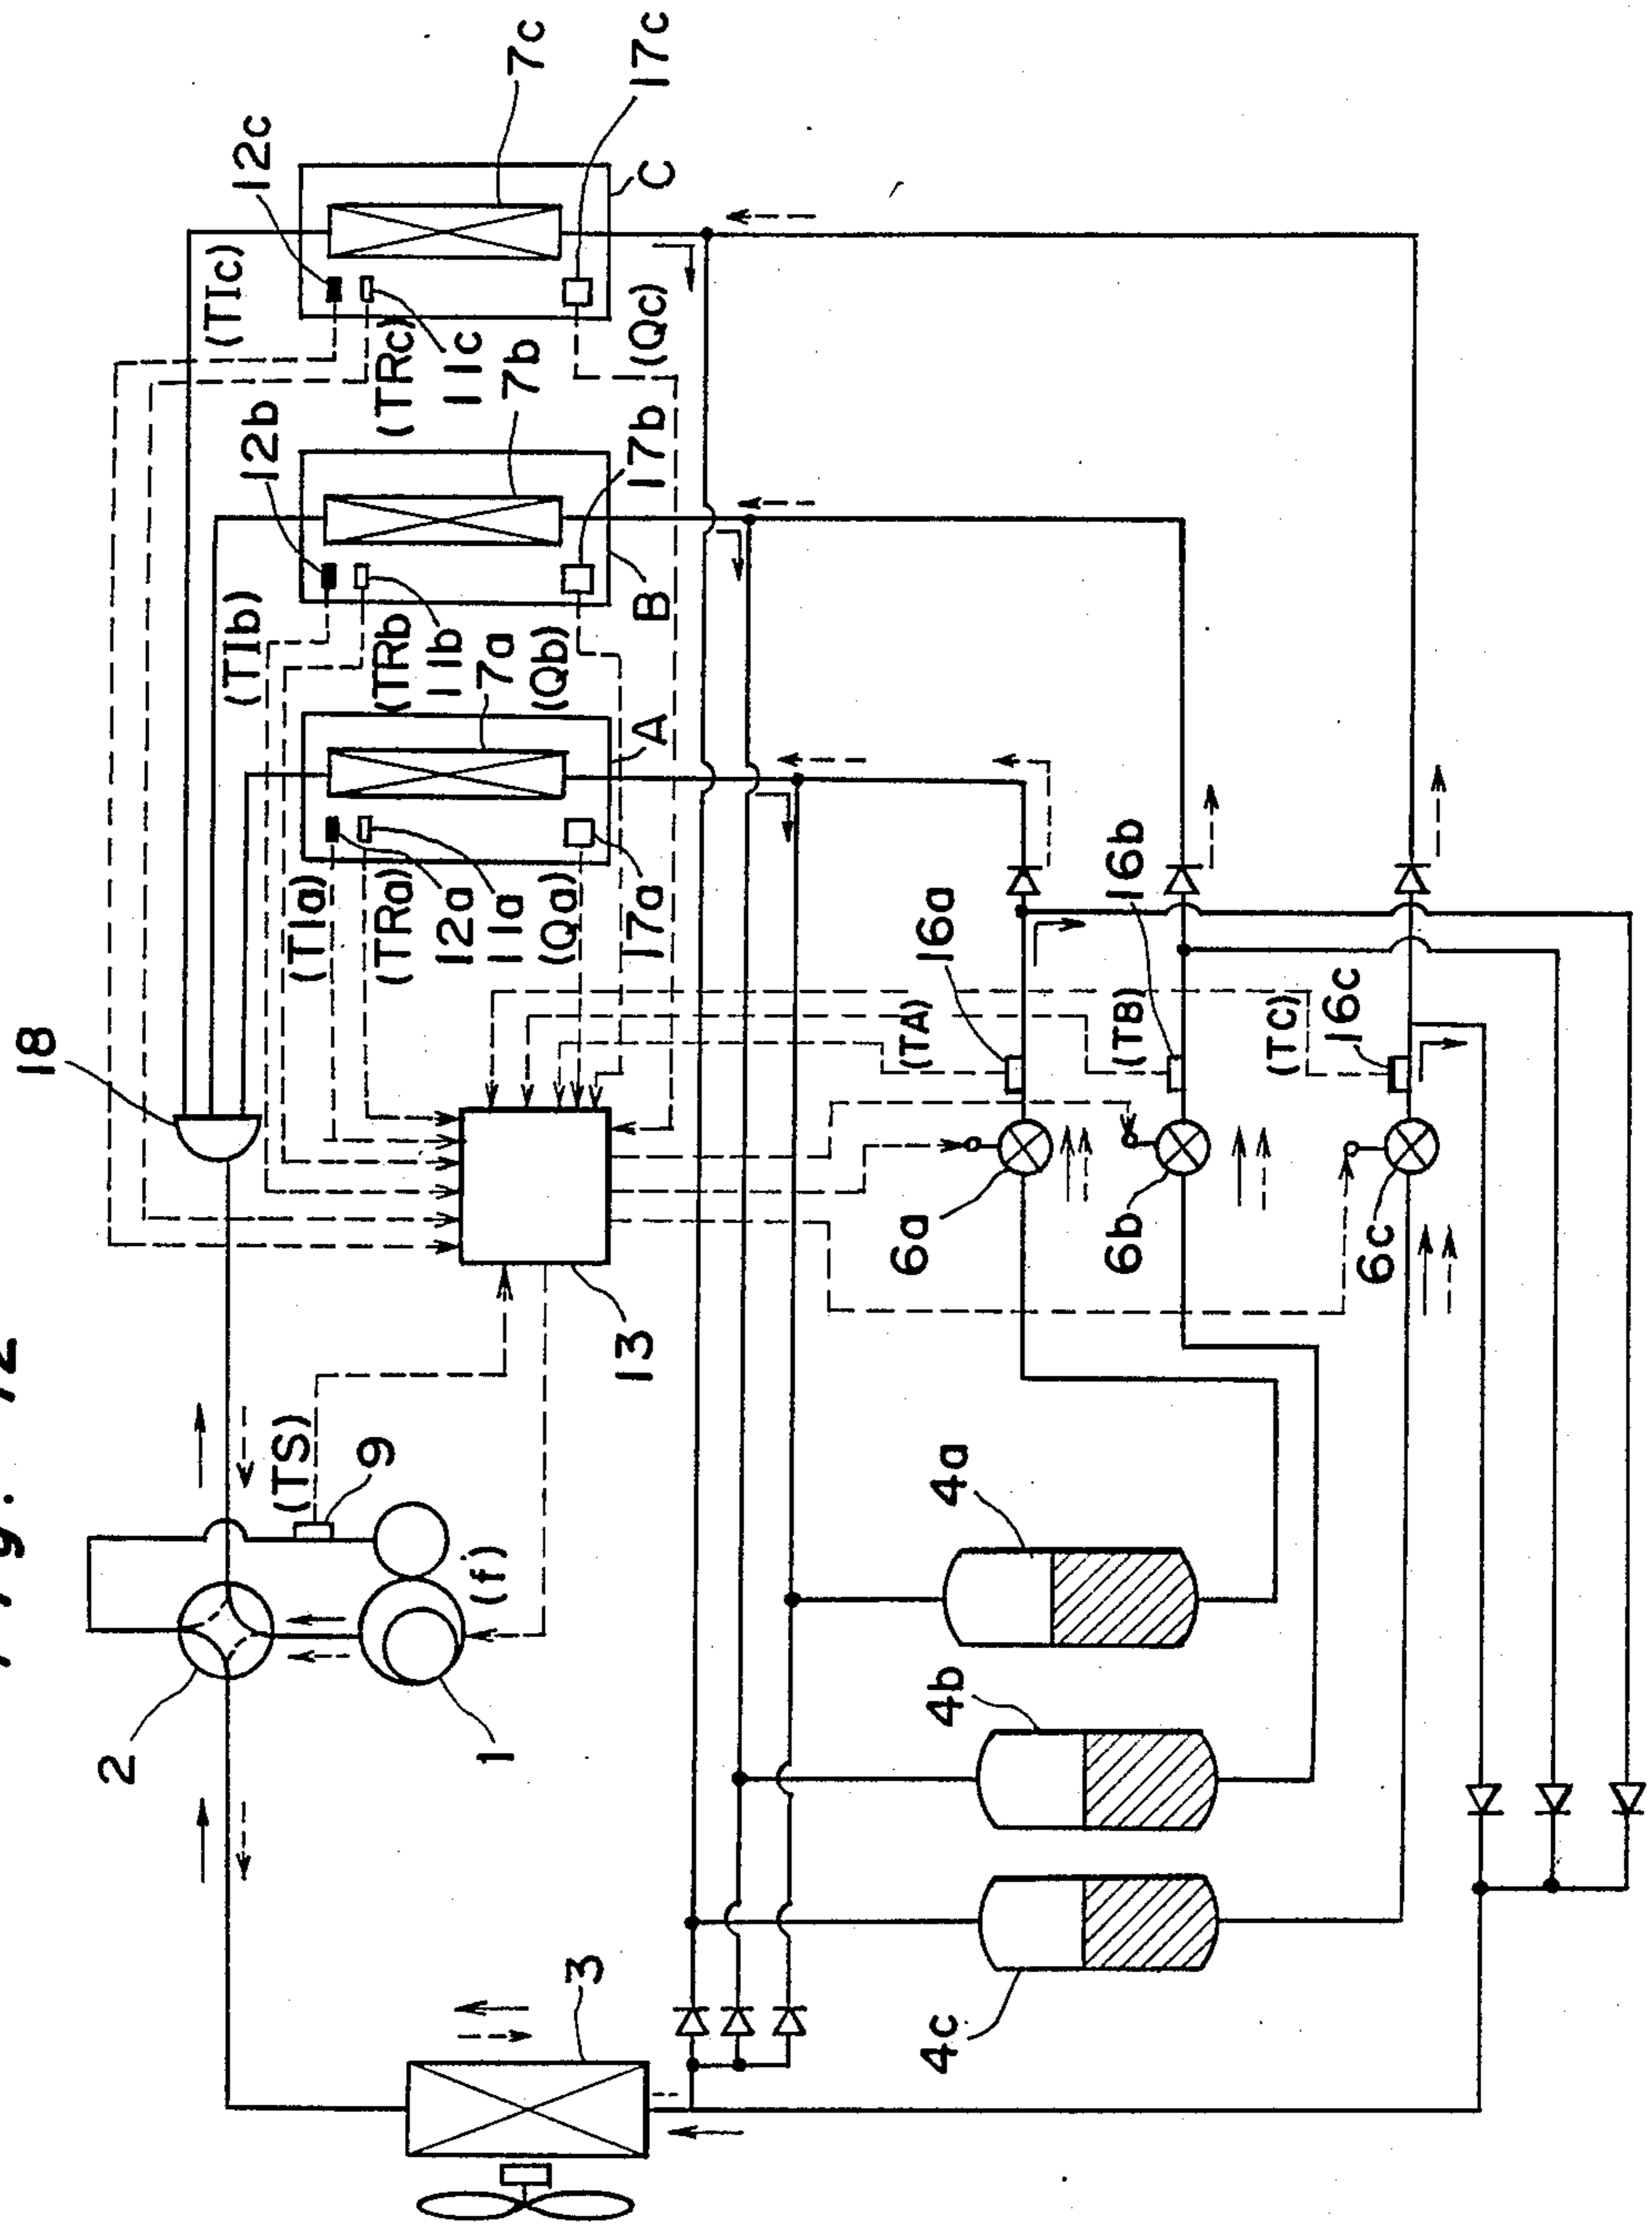 Fig. 12
18
12c
7c
17c
(TIc)
(TRc)
11c
(Qc)
C
12b
7b
17b
(TIb)
(TRb)
11b
(Qb)
B
7a
A
(TIa)
(TRa)
12a
11a
(Qa)
17a
13
(TS)
9
(f)
2
1
3
16a
(TA)
16b
(TB)
16c
(TC)
6a
6b
6c
4a
4b
4c